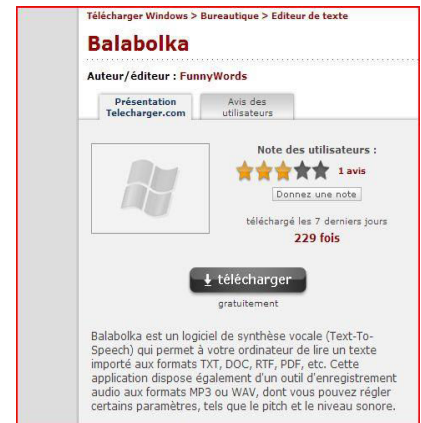 Télécharger Windows > Bureautique > Editeur de texte
Balabolka
Auteur/éditeur : FunnyWords
Présentation
Telecharger.com
Avis des
utilisateurs
Note des utilisateurs :
1 avis
Donnez une note
téléchargé les 7 derniers jours
229 fois
télécharger
gratuitement
Balabolka est un logiciel de synthèse vocale (Text-To-
Speech) qui permet à votre ordinateur de lire un texte
importé aux formats TXT, DOC, RTF, PDF, etc. Cette
application dispose également d'un outil d'enregistrement
audio aux formats MP3 ou WAV, dont vous pouvez régler
certains paramètres, tels que le pitch et le niveau sonore.